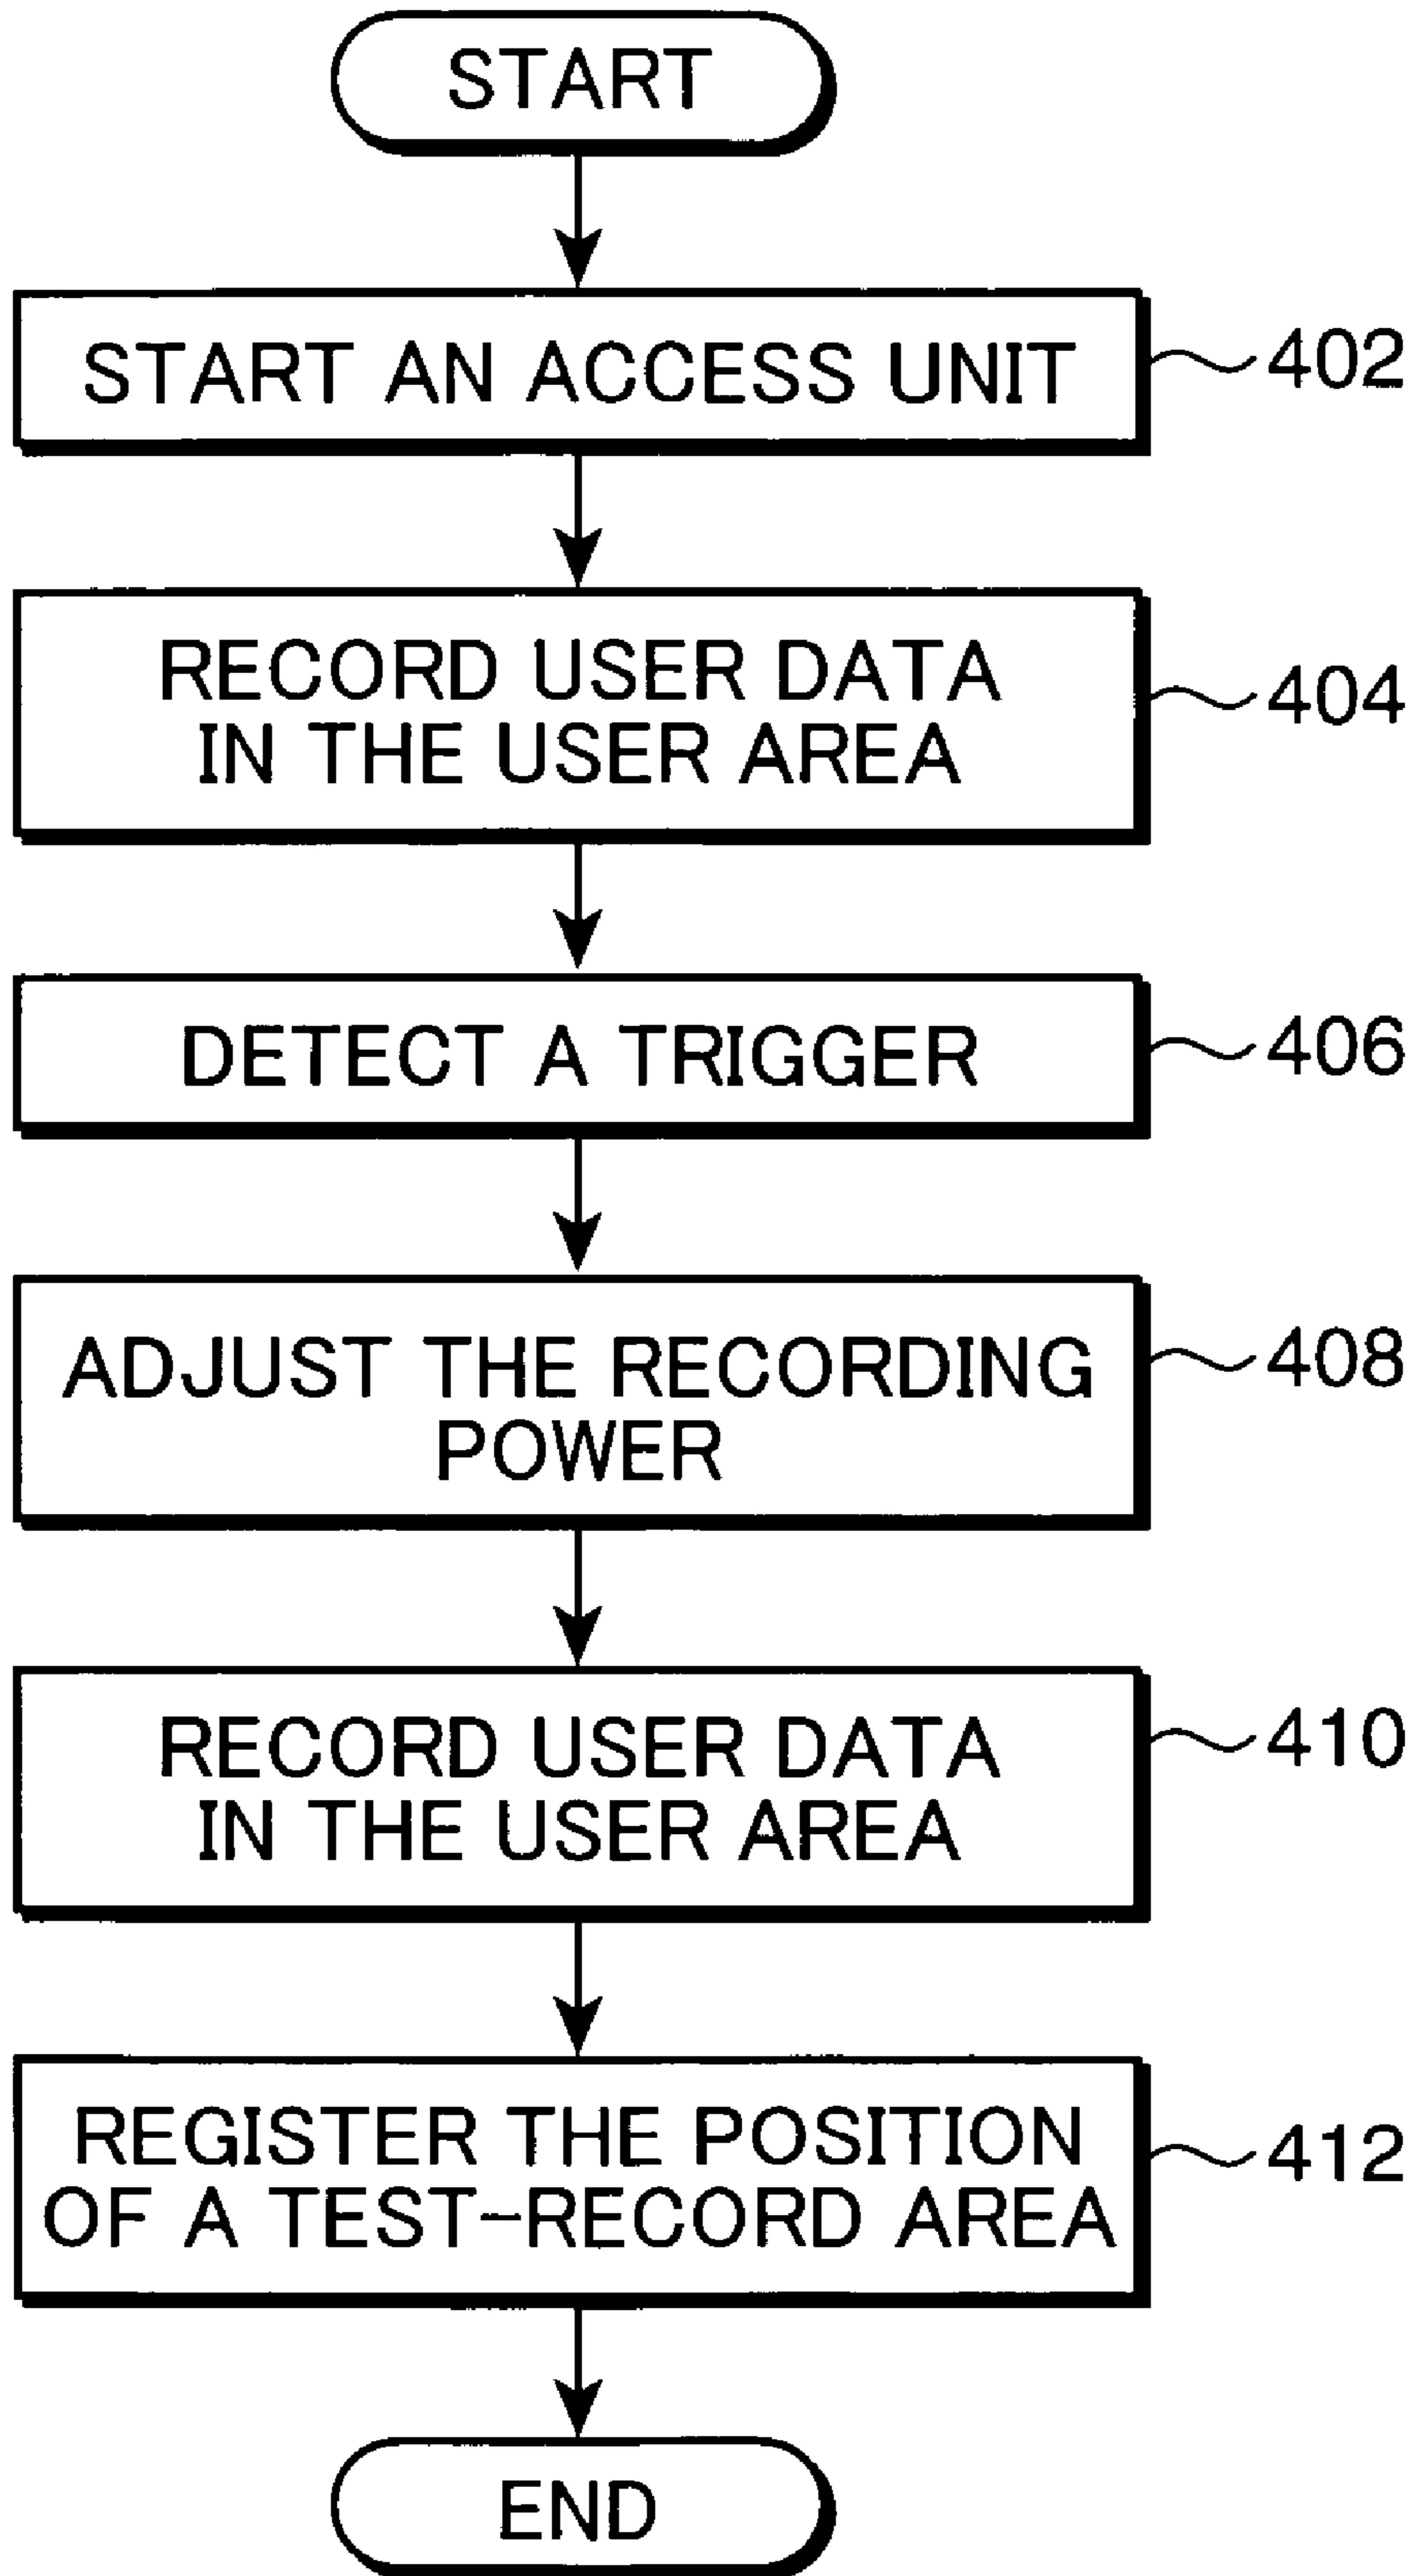 START
START AN ACCESS UNIT
402
RECORD USER DATA
IN THE USER AREA
404
DETECT A TRIGGER
406
ADJUST THE RECORDING
POWER
408
RECORD USER DATA
IN THE USER AREA
410
REGISTER THE POSITION
OF A TEST-RECORD AREA
412
END